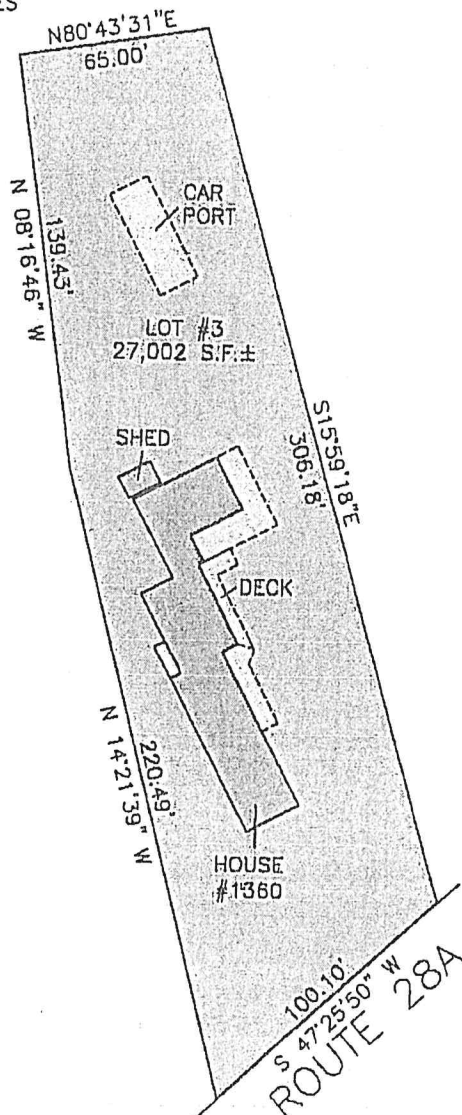 N80°43'31"E
65.00'
CAR
PORT
N 08°16'46" W
139.43'
LOT #3
27,002 S.F.±
SHED
S15°59'18"E
306.18'
DECK
N 14°21'39" W
220.49'
HOUSE
#1360
100.10'
S 47°25'50" W
ROUTE 28A